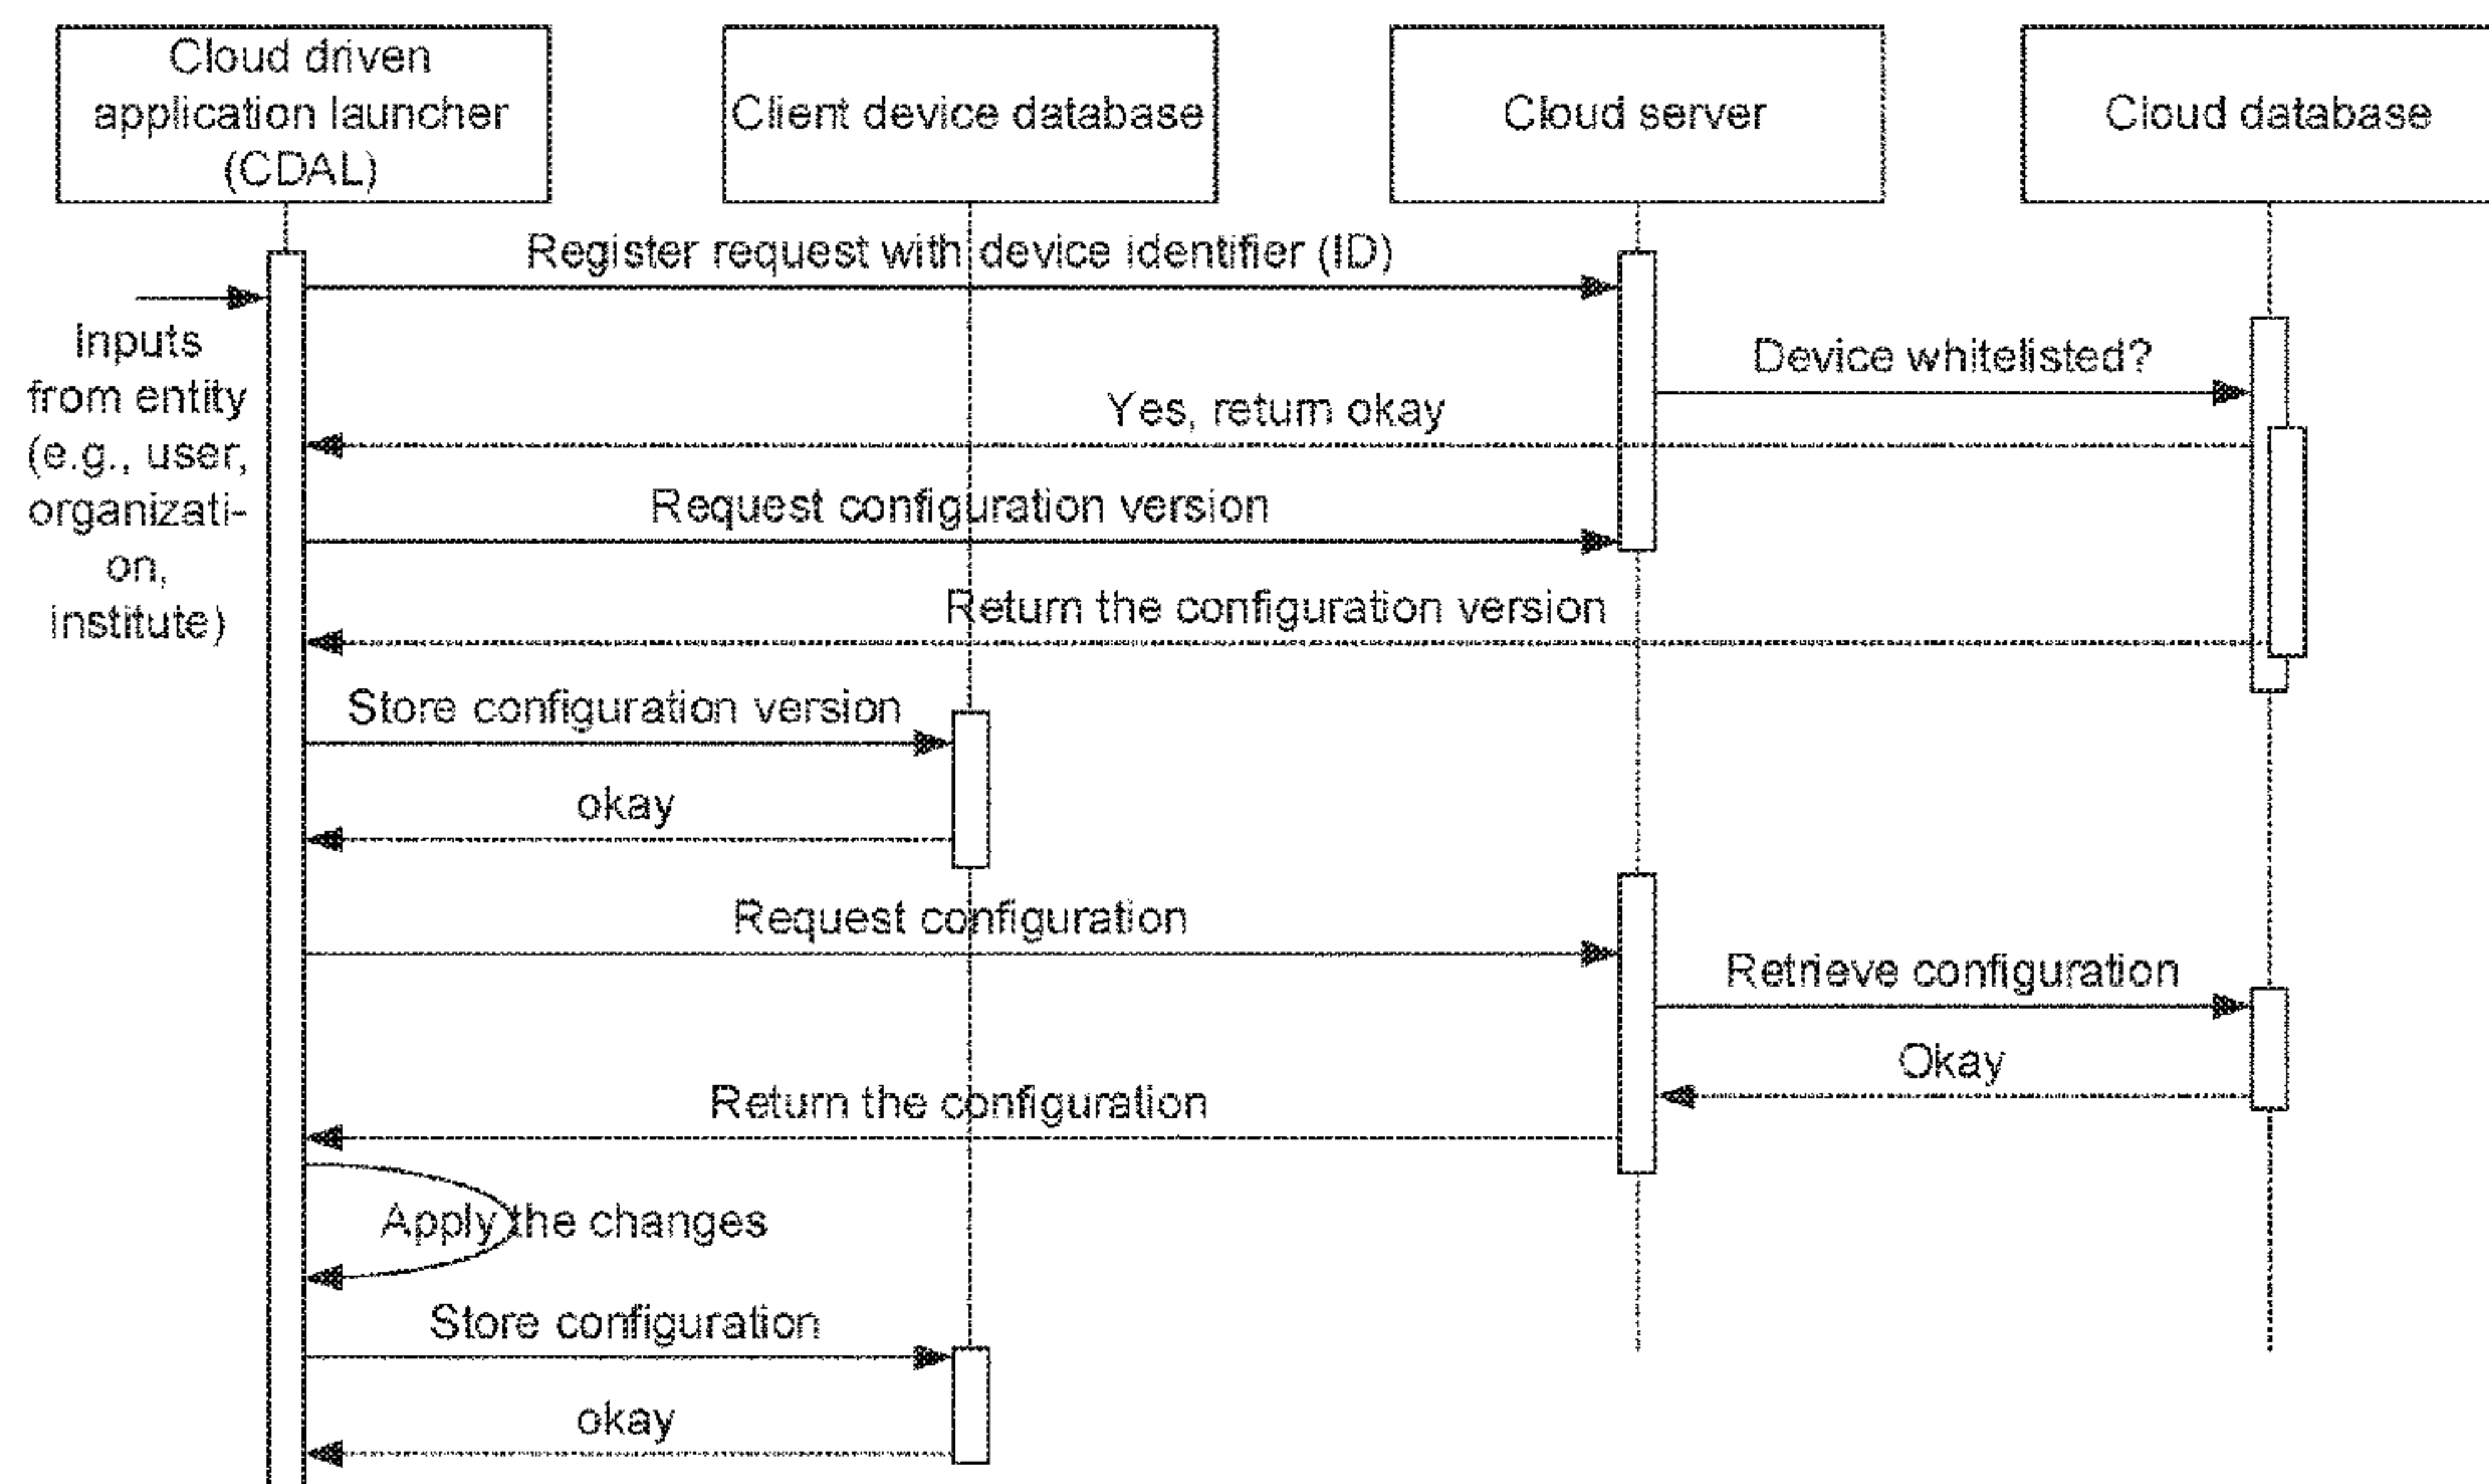 Cloud driven
application launcher
(CDAL)
Client device database
Cloud server
Cloud database
Register request with device identifier (ID)
Inputs
from entity
(e.g., user,
organizati-
on,
institute)
Device whitelisted?
Yes, return okay
Request configuration version
Return the configuration version
Store configuration version
okay
Request configuration
Retrieve configuration
Okay
Return the configuration
Apply the changes
Store configuration
okay